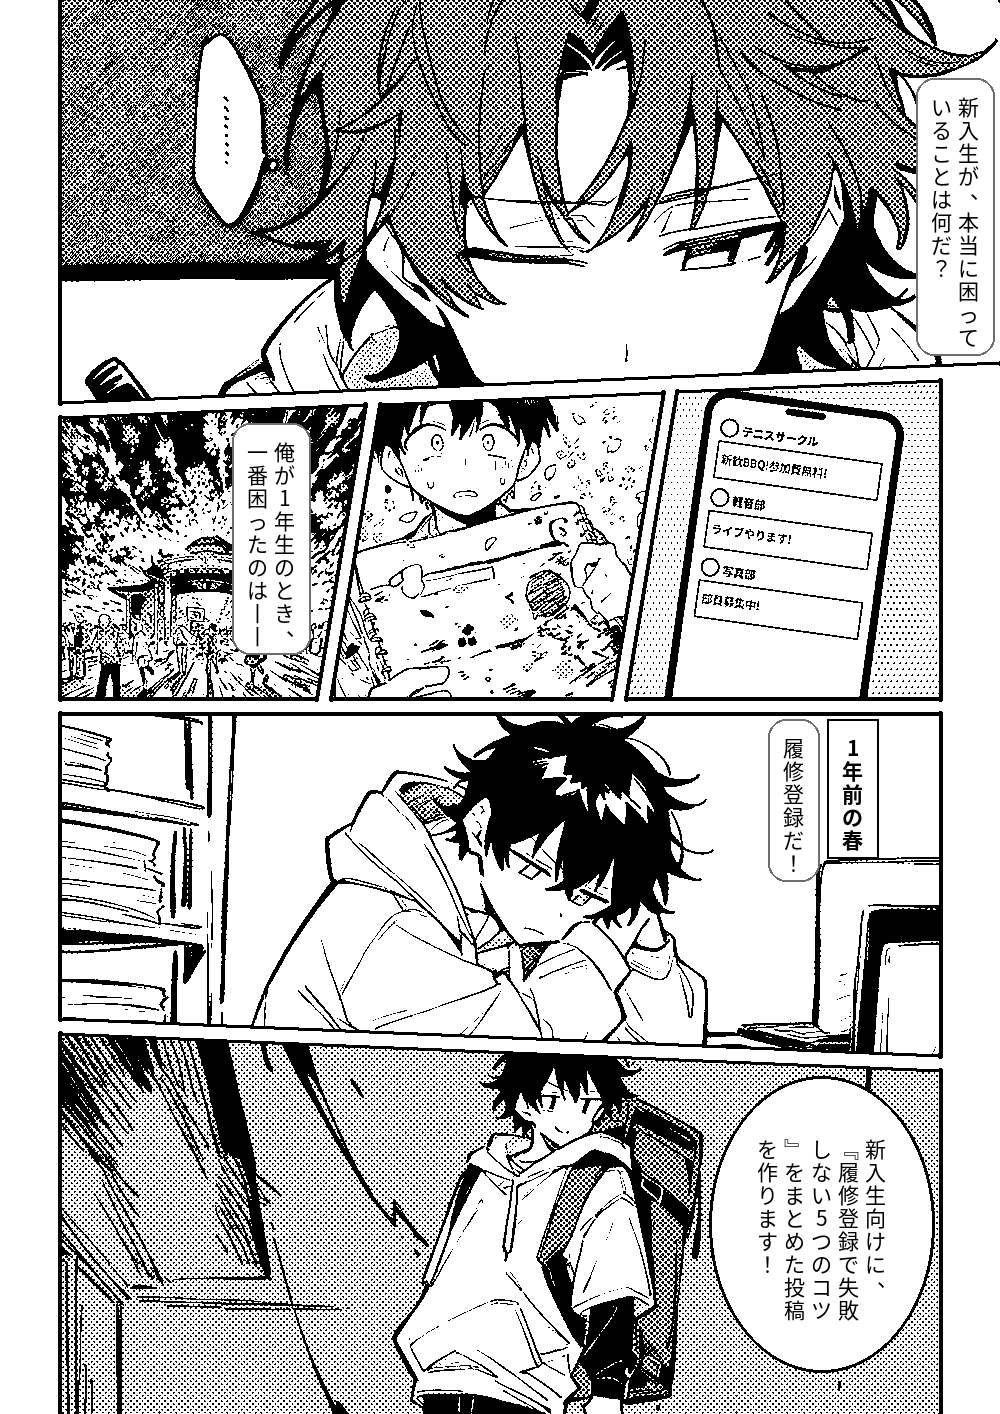 新入生が、本当に困って
いることは何だ？
……
テニスサークル
新歓BBQ!参加費無料!
軽音部
ライブやります!
写真部
部員募集中!
俺が1年生のとき、
一番困ったのは——
1年前の春
履修登録だ！
新入生向けに、
『履修登録で失敗
しない5つのコツ
』をまとめた投稿
を作ります！